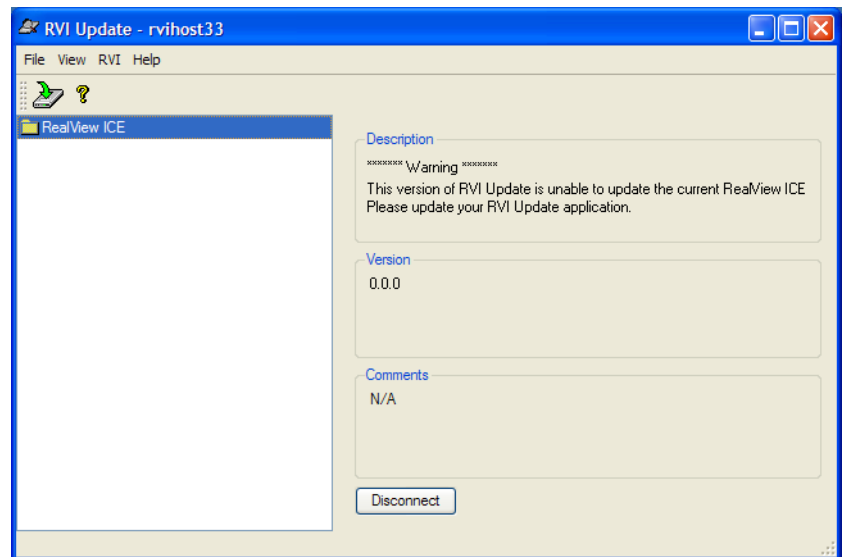 RVI Update - rvihost33
File View RVI Help
RealView ICE
Description
******* Warning *******
This version of RVI Update is unable to update the current RealView ICE
Please update your RVI Update application.
Version
0.0.0
Comments
N/A
Disconnect